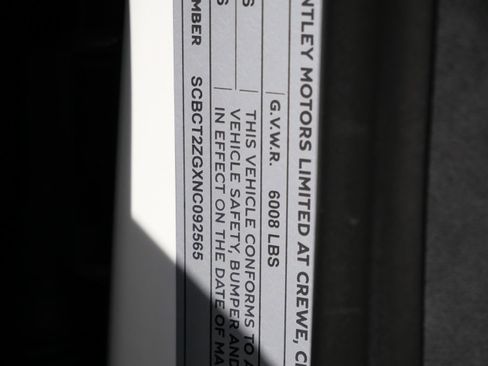 NTLEY MOTORS LIMITED AT CREWE, C
G.V.W.R. 6008 LBS
THIS VEHICLE CONFORMS TO A
VEHICLE SAFETY, BUMPER AND
IN EFFECT ON THE DATE OF MA
MBER SCBCT2ZGXNC092565